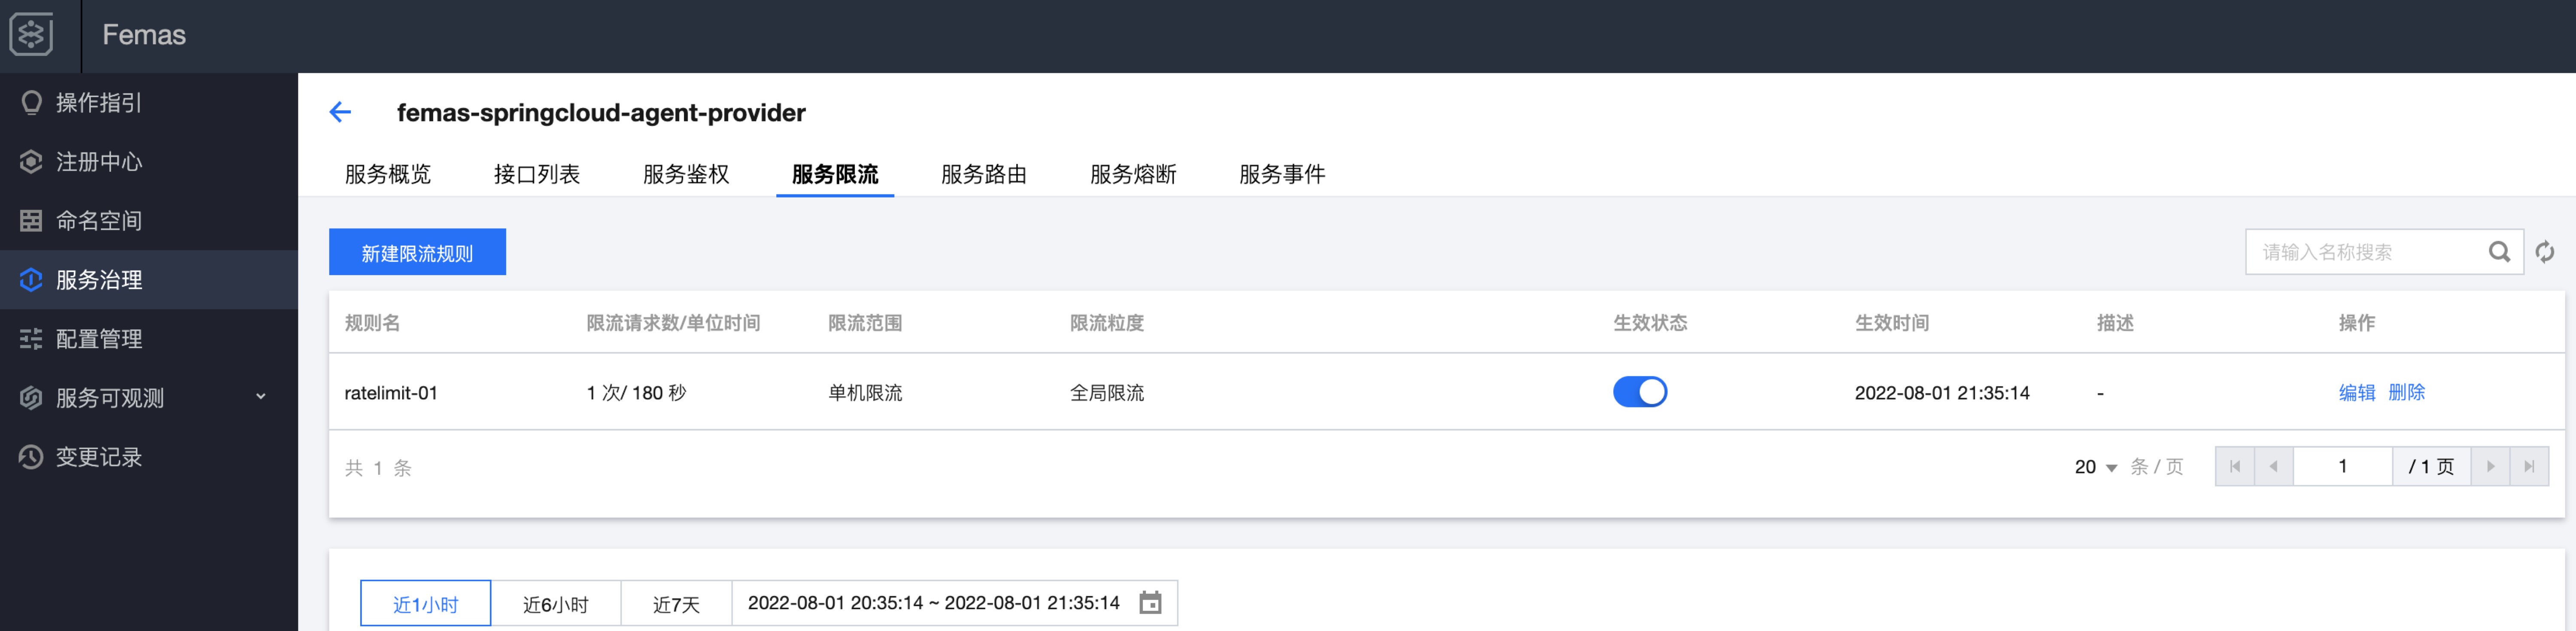 Femas
操作指引
注册中心
命名空间
服务治理
配置管理
服务可观测
变更记录
femas-springcloud-agent-provider
服务概览 接口列表 服务鉴权 服务限流 服务路由 服务熔断 服务事件
新建限流规则 请输入名称搜索
规则名 限流请求数/单位时间 限流范围 限流粒度 生效状态 生效时间 描述 操作
ratelimit-01 1 次/ 180 秒 单机限流 全局限流 2022-08-01 21:35:14 - 编辑 删除
共 1 条 20 条 / 页 1 / 1 页
近1小时 近6小时 近7天 2022-08-01 20:35:14 ~ 2022-08-01 21:35:14